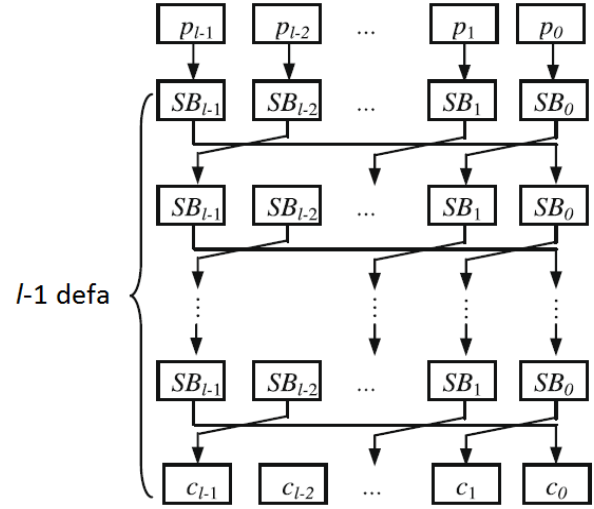 p_{l-1} p_{l-2} ... p_1 p_0
SB_{l-1} SB_{l-2} ... SB_1 SB_0
SB_{l-1} SB_{l-2} ... SB_1 SB_0
l-1 defa
⋮ ⋮ ⋮ ⋮
SB_{l-1} SB_{l-2} ... SB_1 SB_0
c_{l-1} c_{l-2} ... c_1 c_0